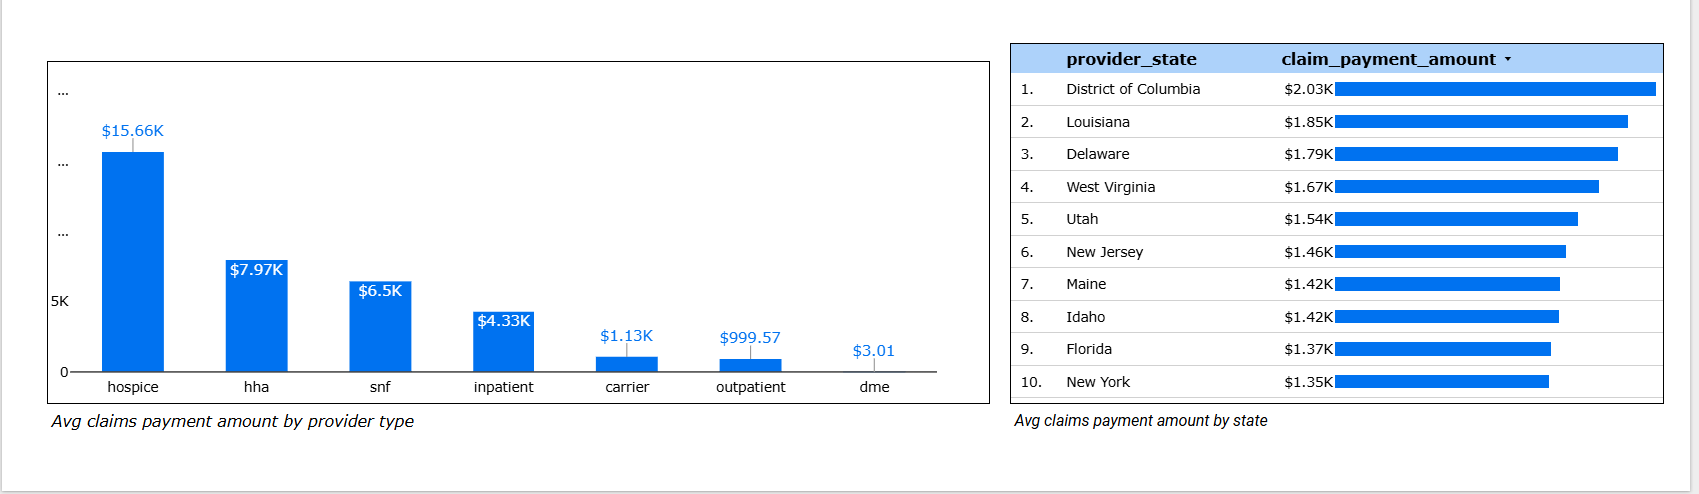 ...
$15.66K
...
...
$7.97K
$6.5K
5K
$4.33K
$1.13K
$999.57
$3.01
0
hospice hha snf inpatient carrier outpatient dme
Avg claims payment amount by provider type
provider_state claim_payment_amount
1. District of Columbia $2.03K
2. Louisiana $1.85K
3. Delaware $1.79K
4. West Virginia $1.67K
5. Utah $1.54K
6. New Jersey $1.46K
7. Maine $1.42K
8. Idaho $1.42K
9. Florida $1.37K
10. New York $1.35K
Avg claims payment amount by state